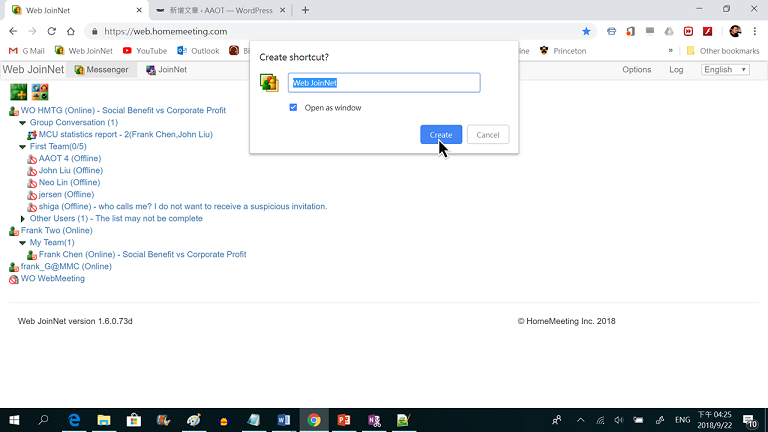 Web JoinNet
新增文章 ‹ AAOT — WordPress
https://web.homemeeting.com
G Mail
Web JoinNet
YouTube
Outlook
Bi
line
Princeton
»
Other bookmarks
Web JoinNet
Messenger
JoinNet
Options
Log
English
Create shortcut?
Web JoinNet
Open as window
Create
Cancel
WO HMTG (Online) - Social Benefit vs Corporate Profit
Group Conversation (1)
MCU statistics report - 2(Frank Chen,John Liu)
First Team(0/5)
AAOT 4 (Offline)
John Liu (Offline)
Neo Lin (Offline)
jersen (Offline)
shiga (Offline) - who calls me? I do not want to receive a suspicious invitation.
Other Users (1) - The list may not be complete
Frank Two (Online)
My Team(1)
Frank Chen (Online) - Social Benefit vs Corporate Profit
frank_G@MMC (Online)
WO WebMeeting
Web JoinNet version 1.6.0.73d
© HomeMeeting Inc. 2018
ENG
下午 04:25
2018/9/22
10